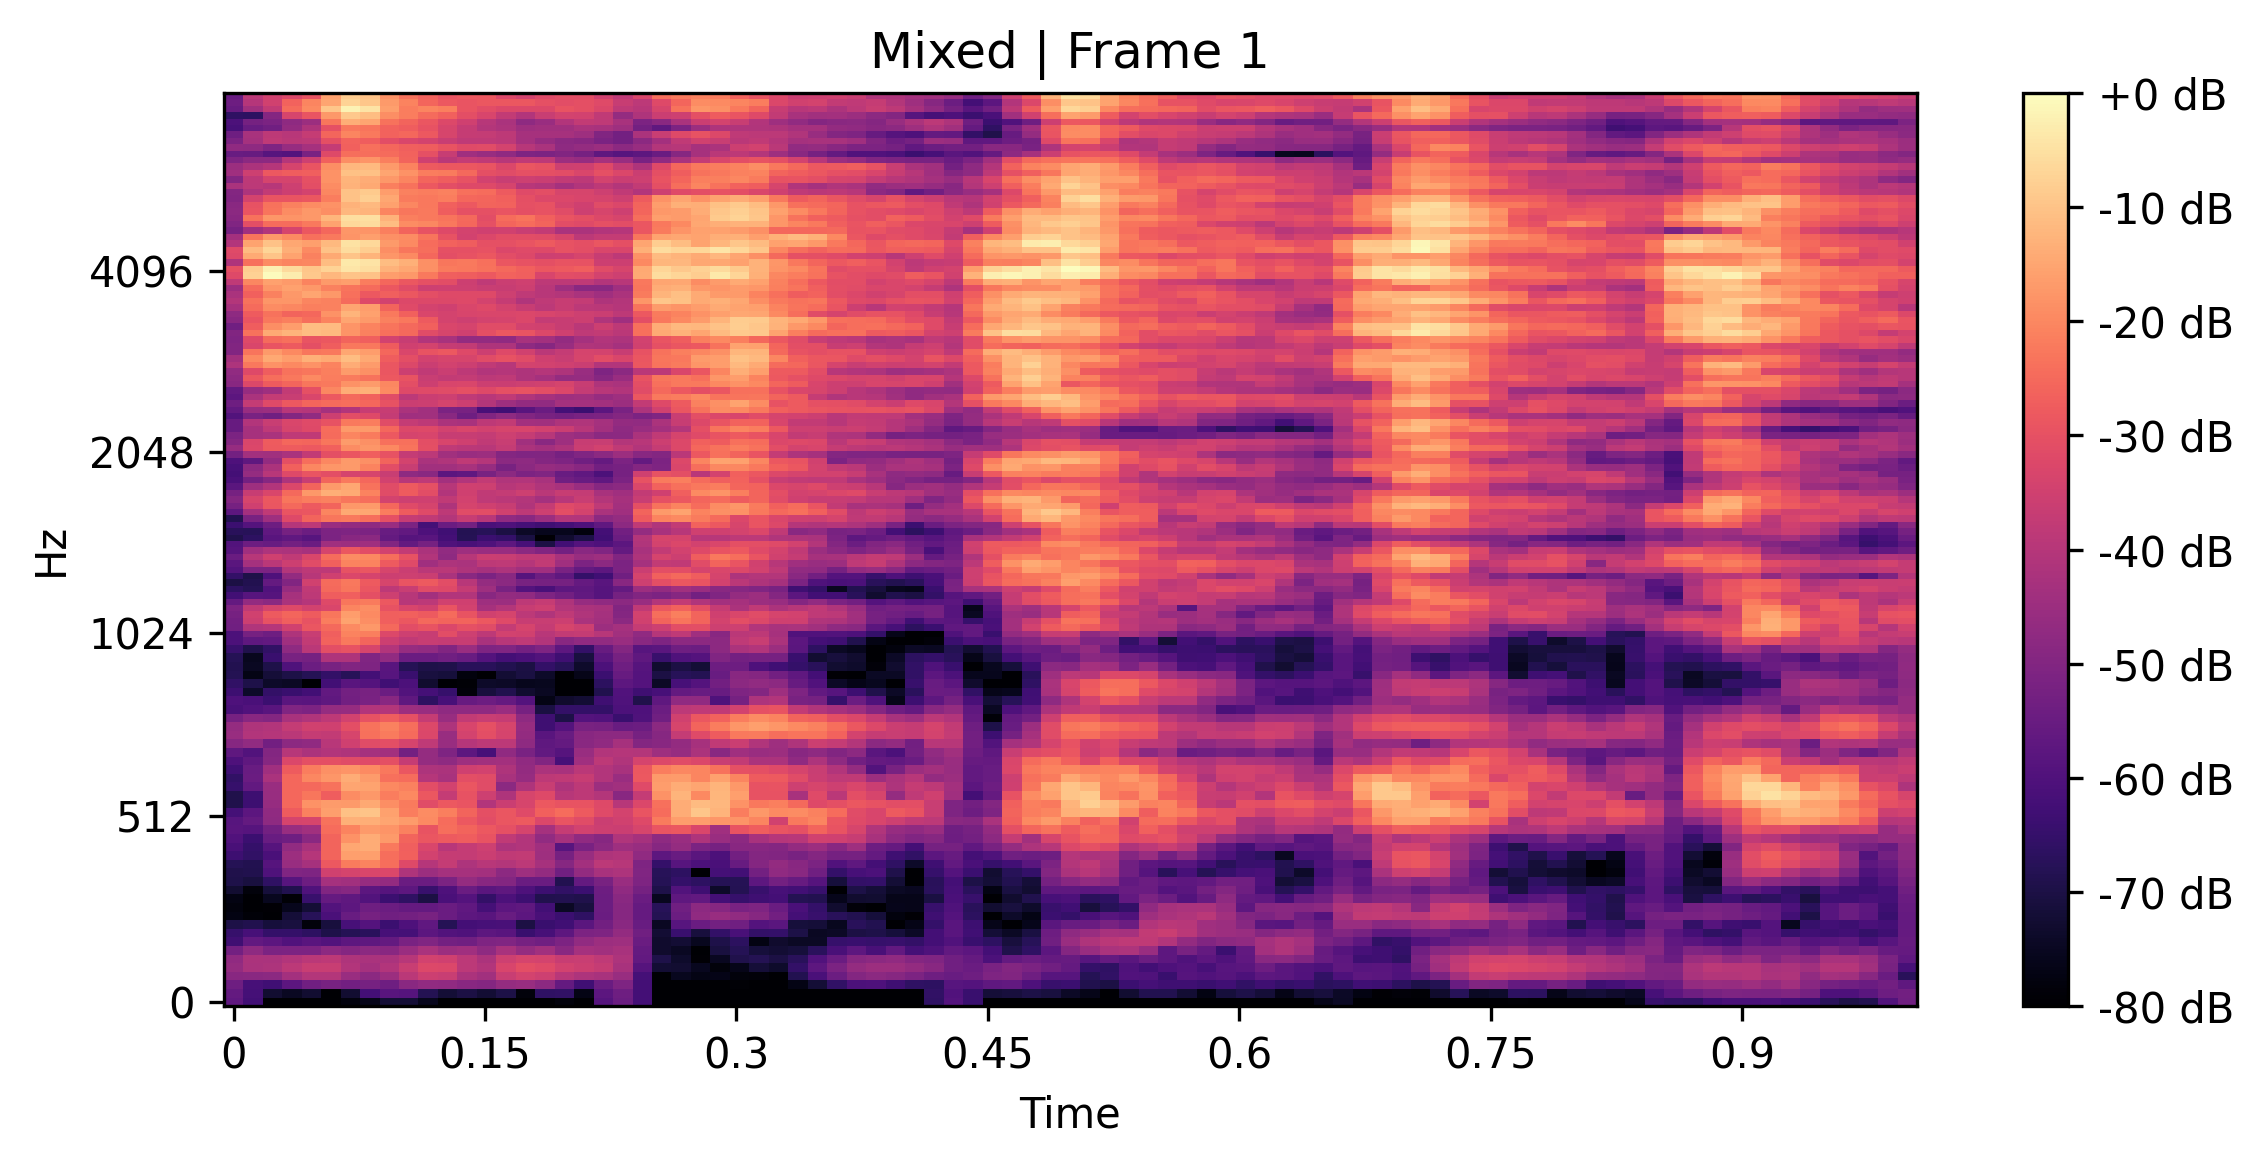 Mixed | Frame 1
+0 dB
-10 dB
-20 dB
-30 dB
-40 dB
-50 dB
-60 dB
-70 dB
-80 dB
Hz
4096
2048
1024
512
0
0 0.15 0.3 0.45 0.6 0.75 0.9
Time